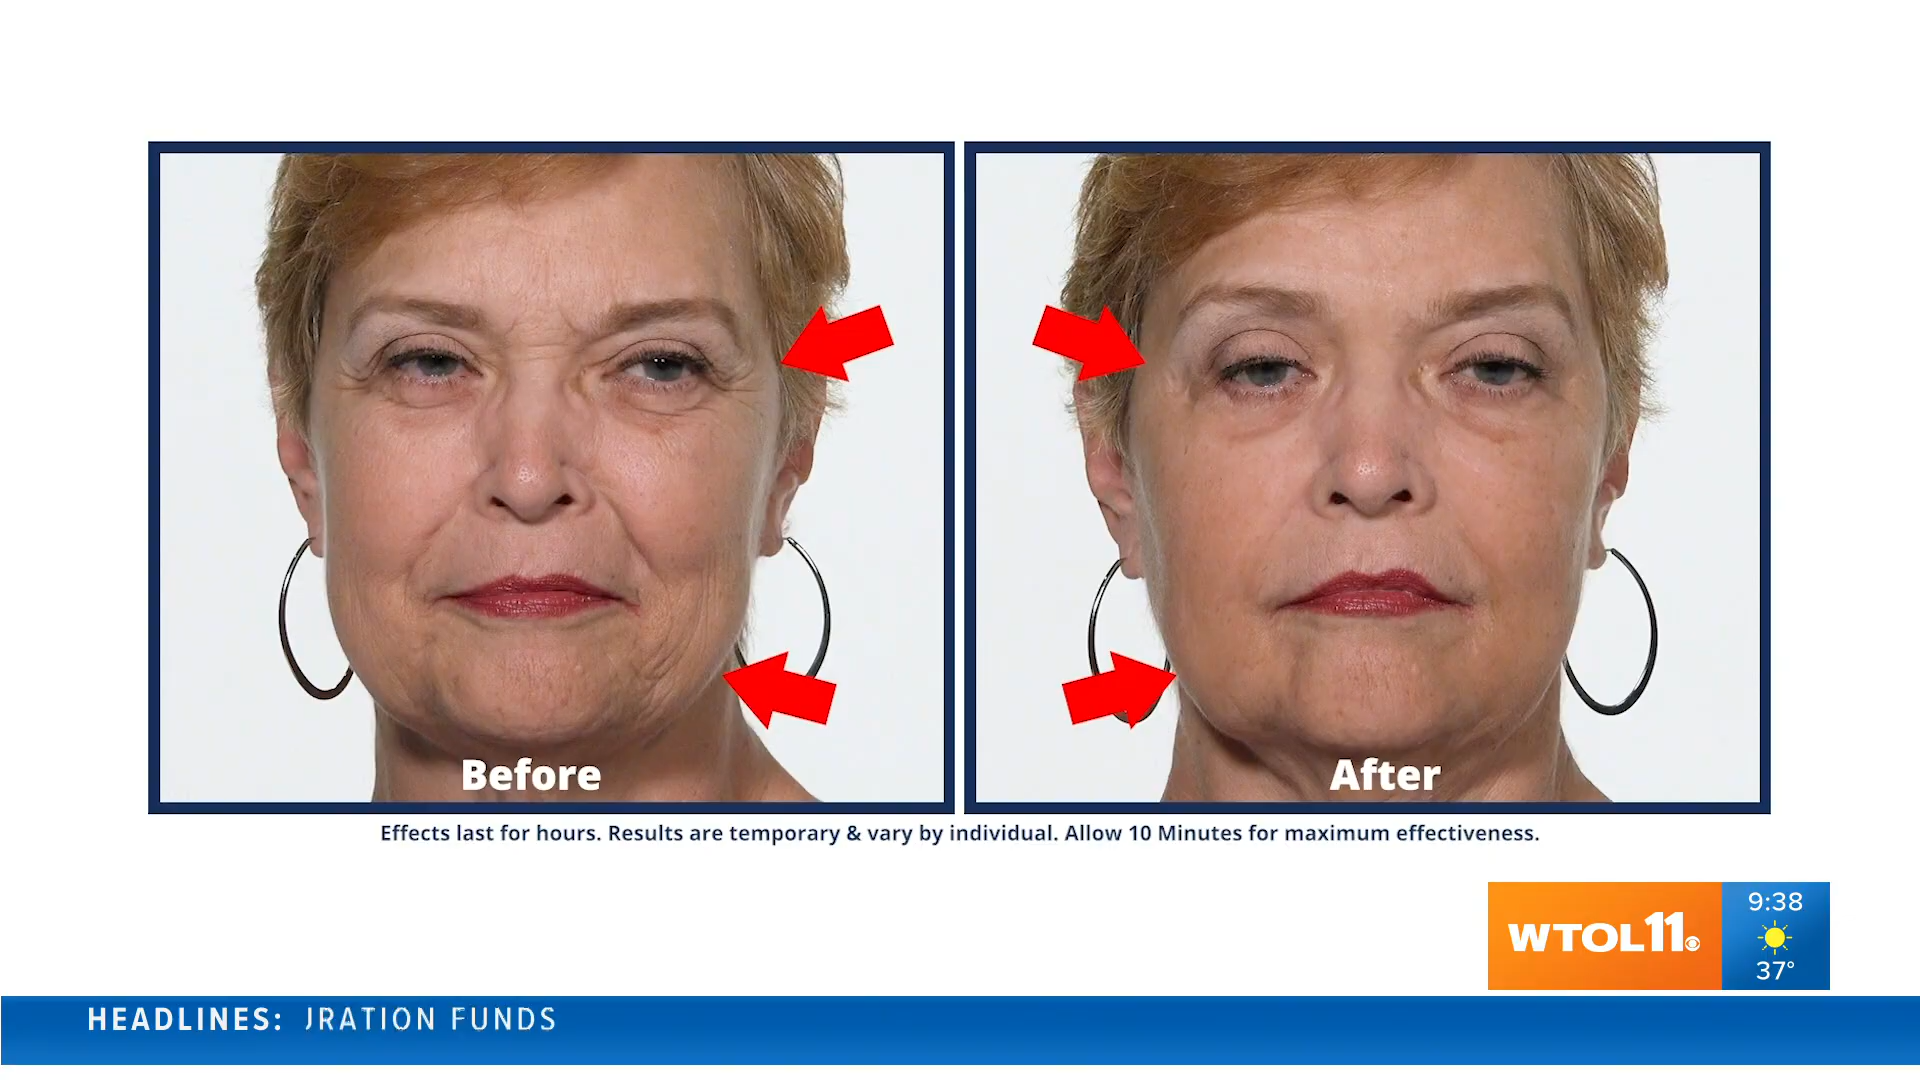 Before
After
Effects last for hours. Results are temporary & vary by individual. Allow 10 Minutes for maximum effectiveness.
WTOL11
9:38
37°
HEADLINES: JRATION FUNDS